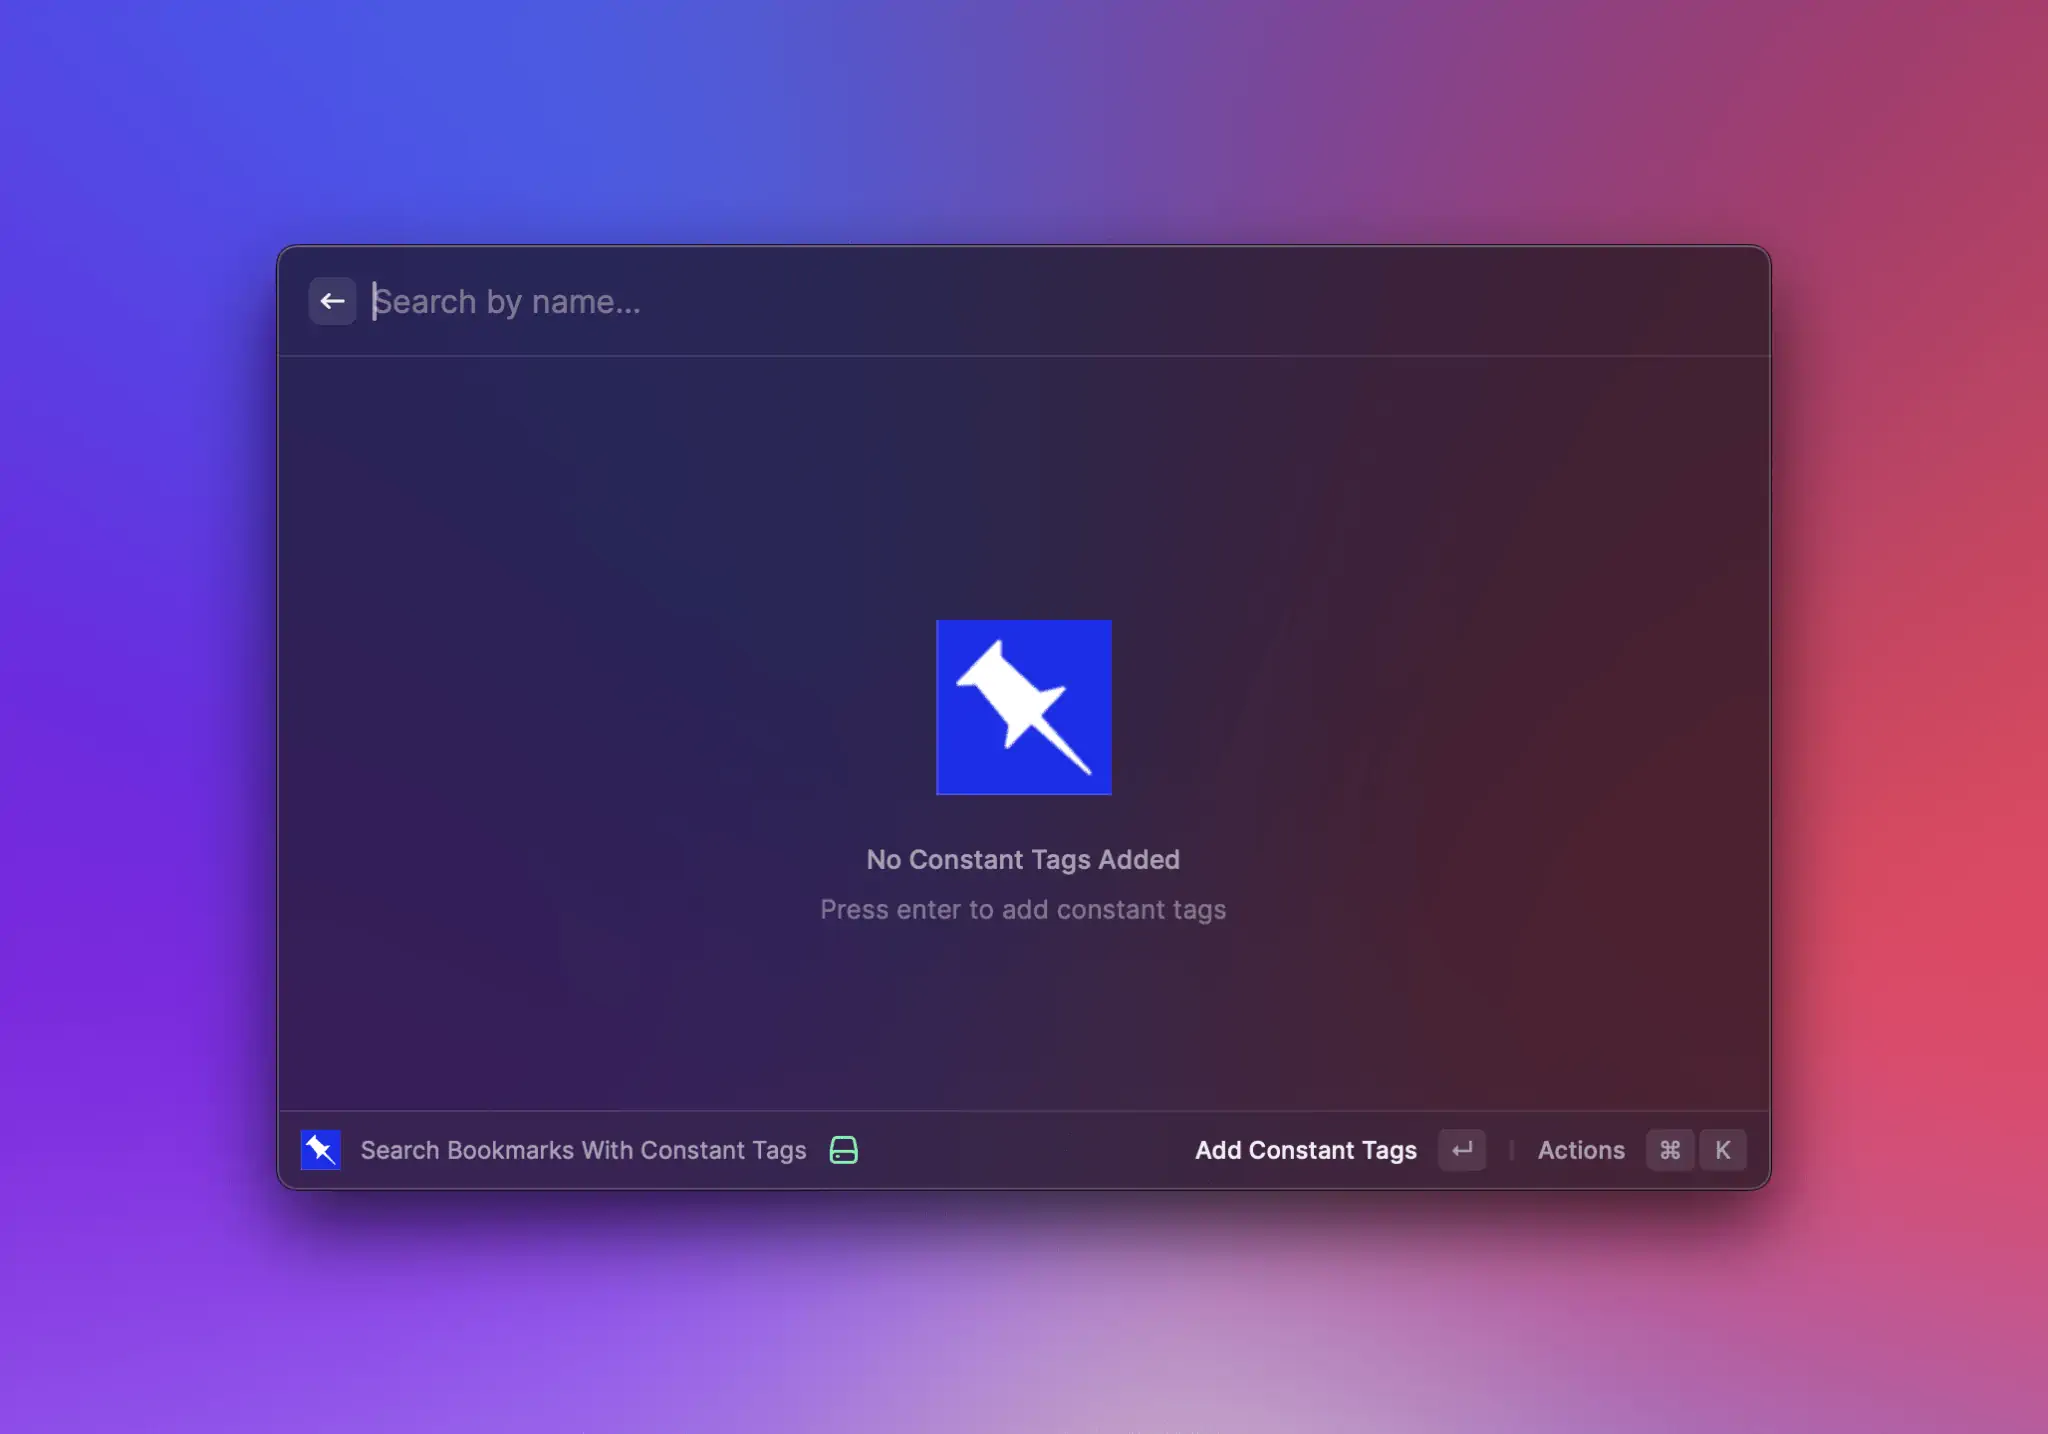 Search by name...
No Constant Tags Added
Press enter to add constant tags
Search Bookmarks With Constant Tags
Add Constant Tags ↵ | Actions ⌘ K